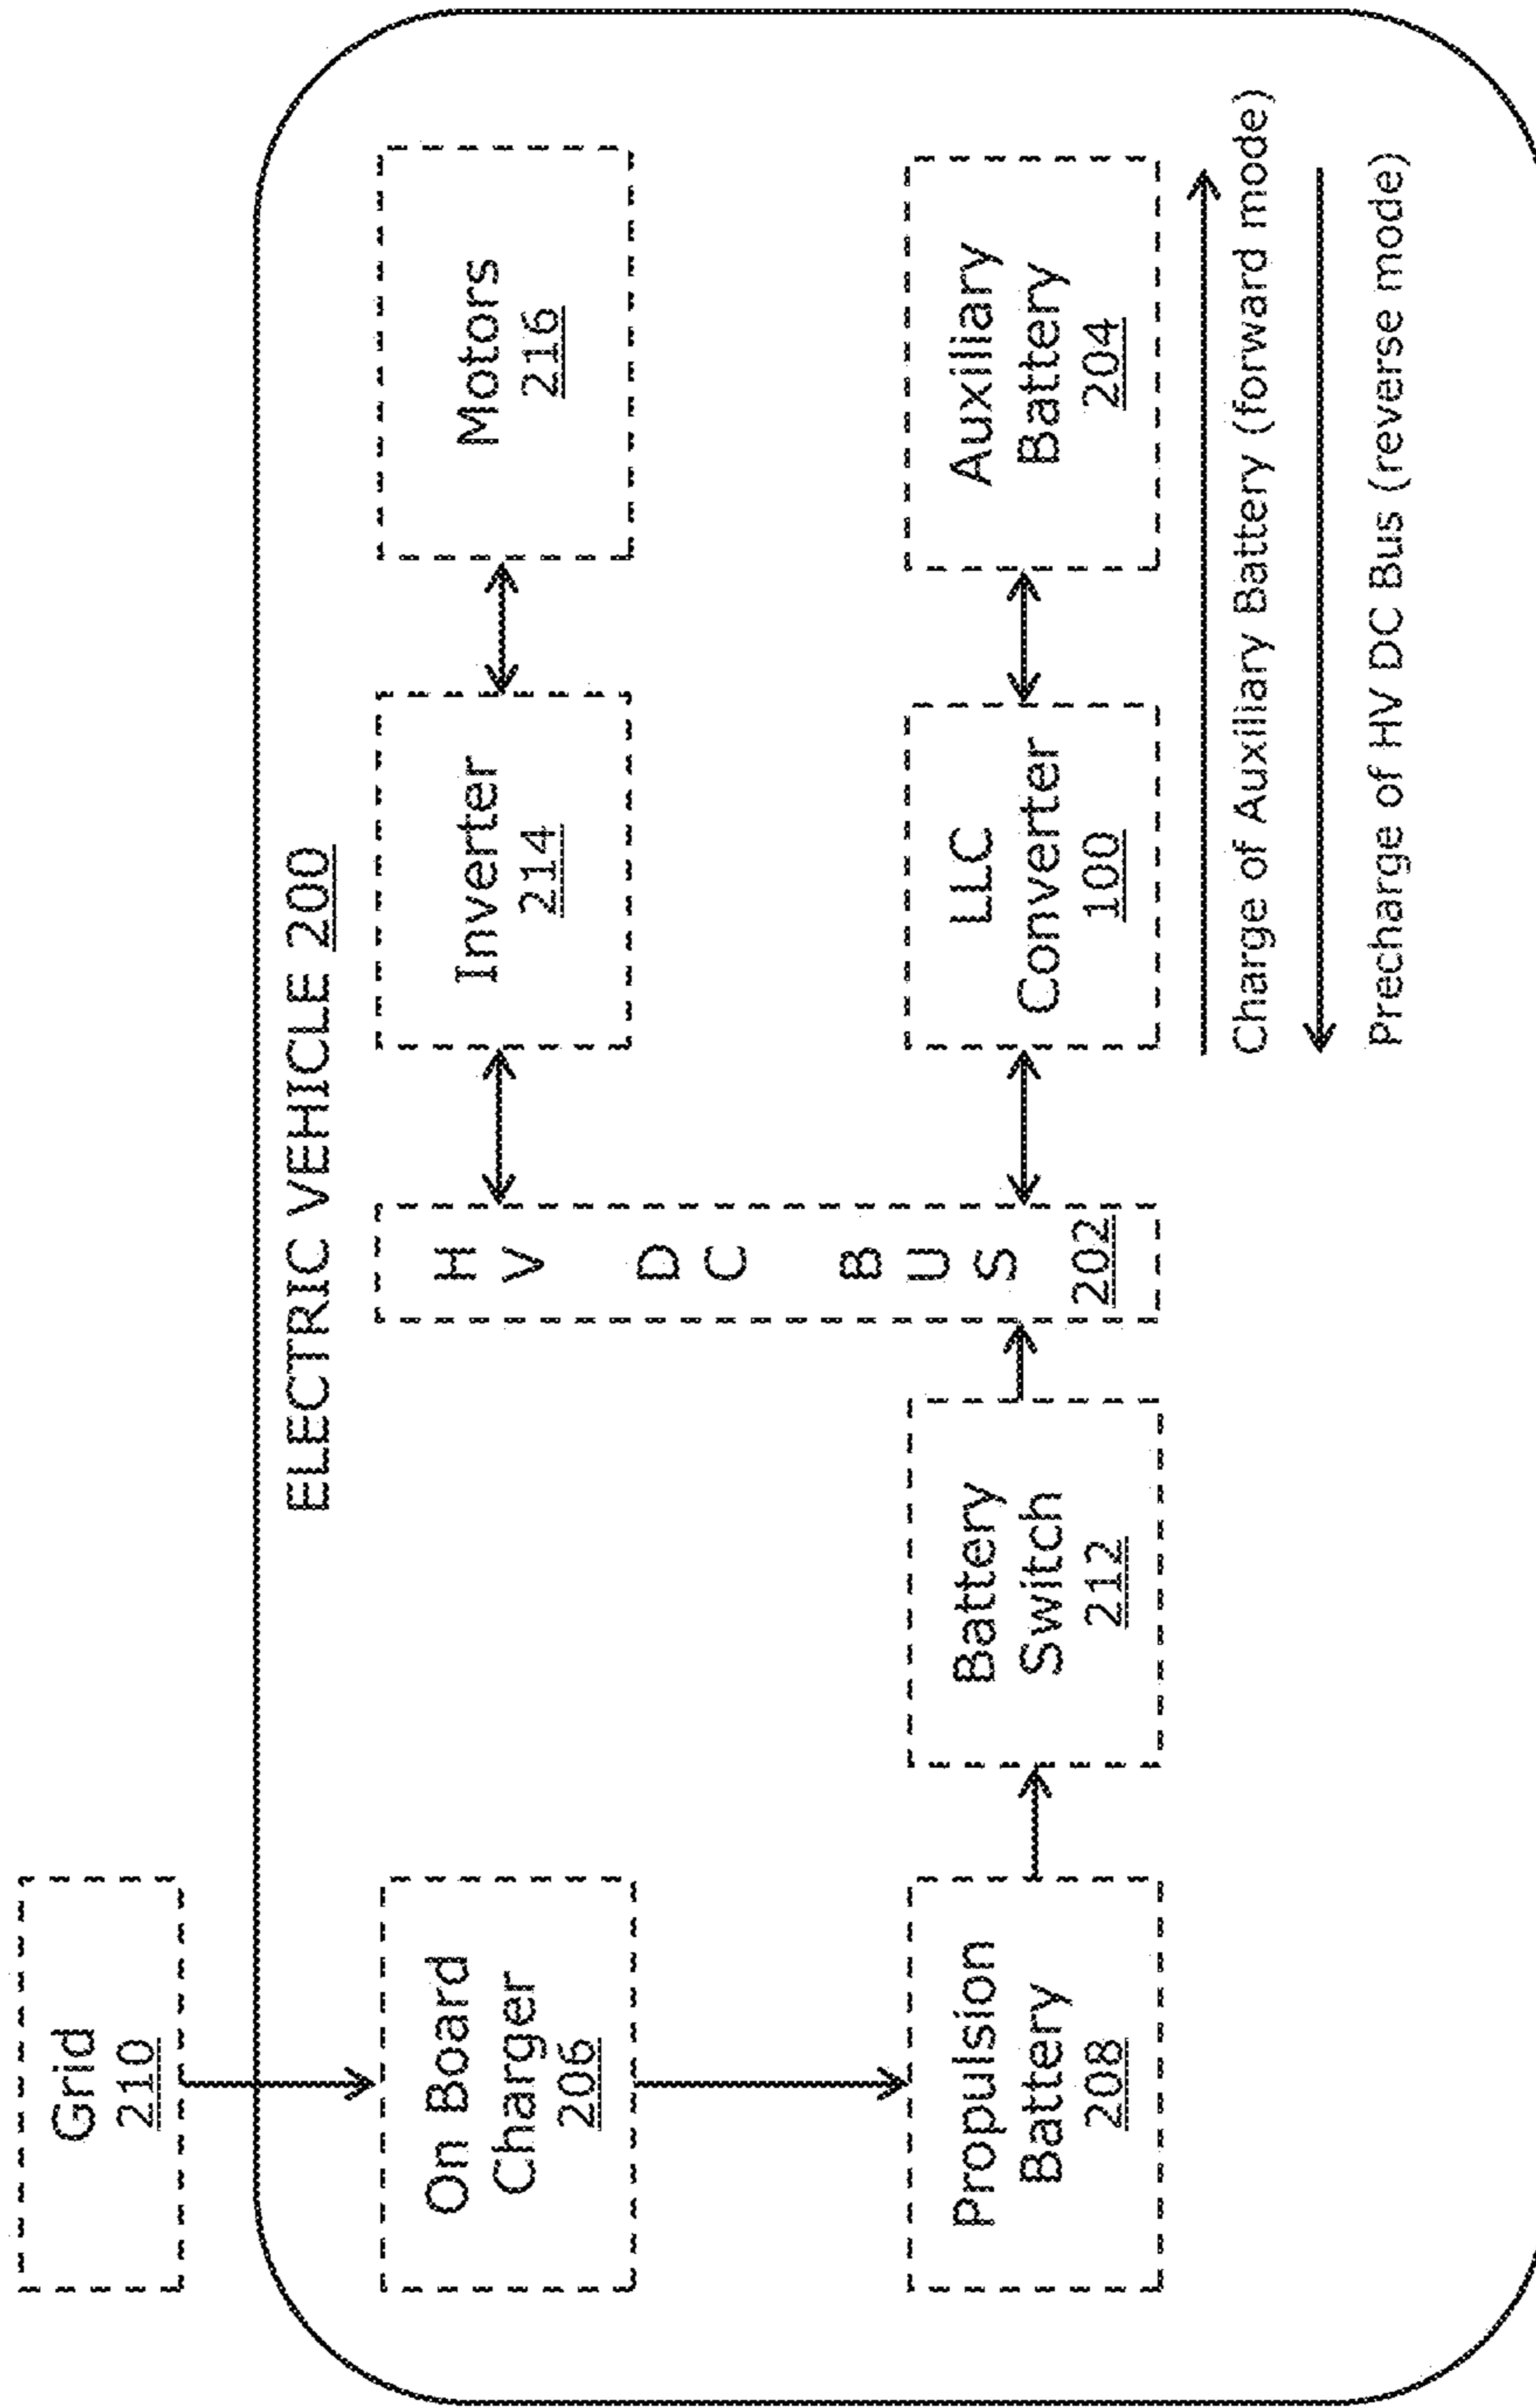 Grid
210
ELECTRIC VEHICLE 200
On Board
Charger
206
Inverter
214
Motors
216
HV DC BUS
202
Propulsion
Battery
208
Battery
Switch
212
LLC
Converter
100
Auxiliary
Battery
204
Charge of Auxiliary Battery (forward mode)
Precharge of HV DC Bus (reverse mode)